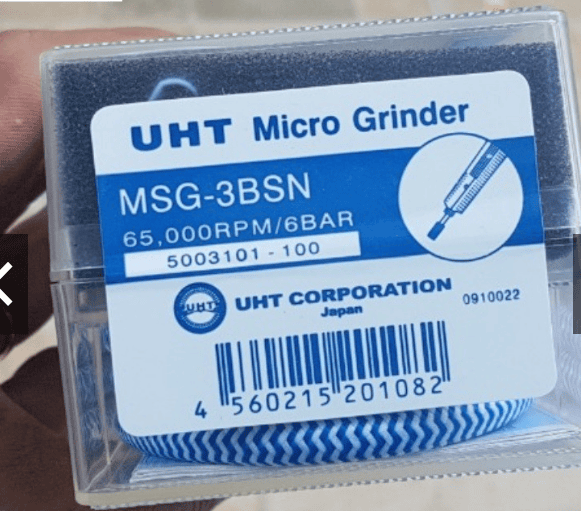 UHT Micro Grinder
MSG-3BSN
65,000RPM/6BAR
5003101-100
UHT
UHT CORPORATION
Japan
0910022
4 560215 201082